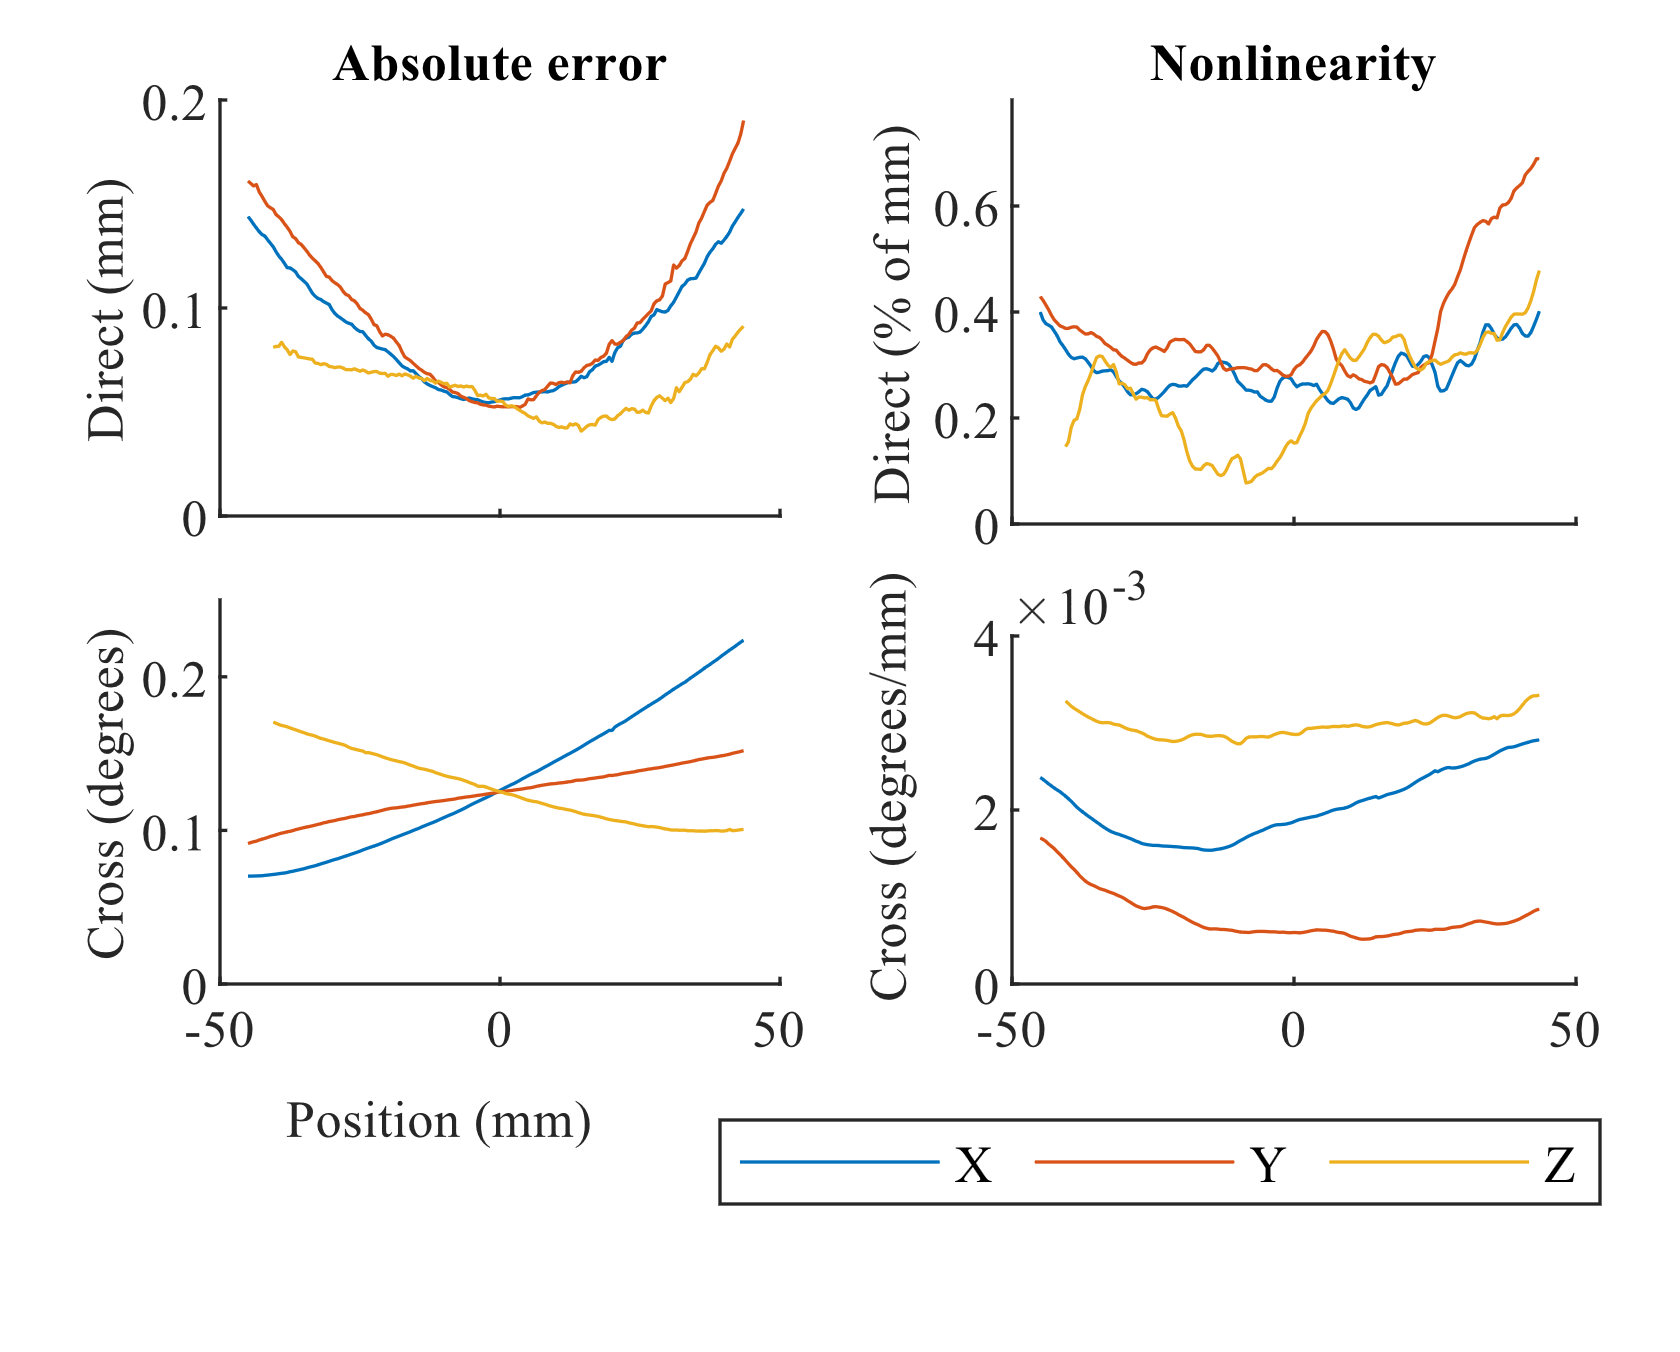 Absolute error
Direct (mm)
0.2
0.1
0
Nonlinearity
Direct (% of mm)
0.6
0.4
0.2
0
Cross (degrees)
0.2
0.1
0
-50 0 50
Position (mm)
Cross (degrees/mm)
×10-3
4
2
0
-50 0 50
X Y Z